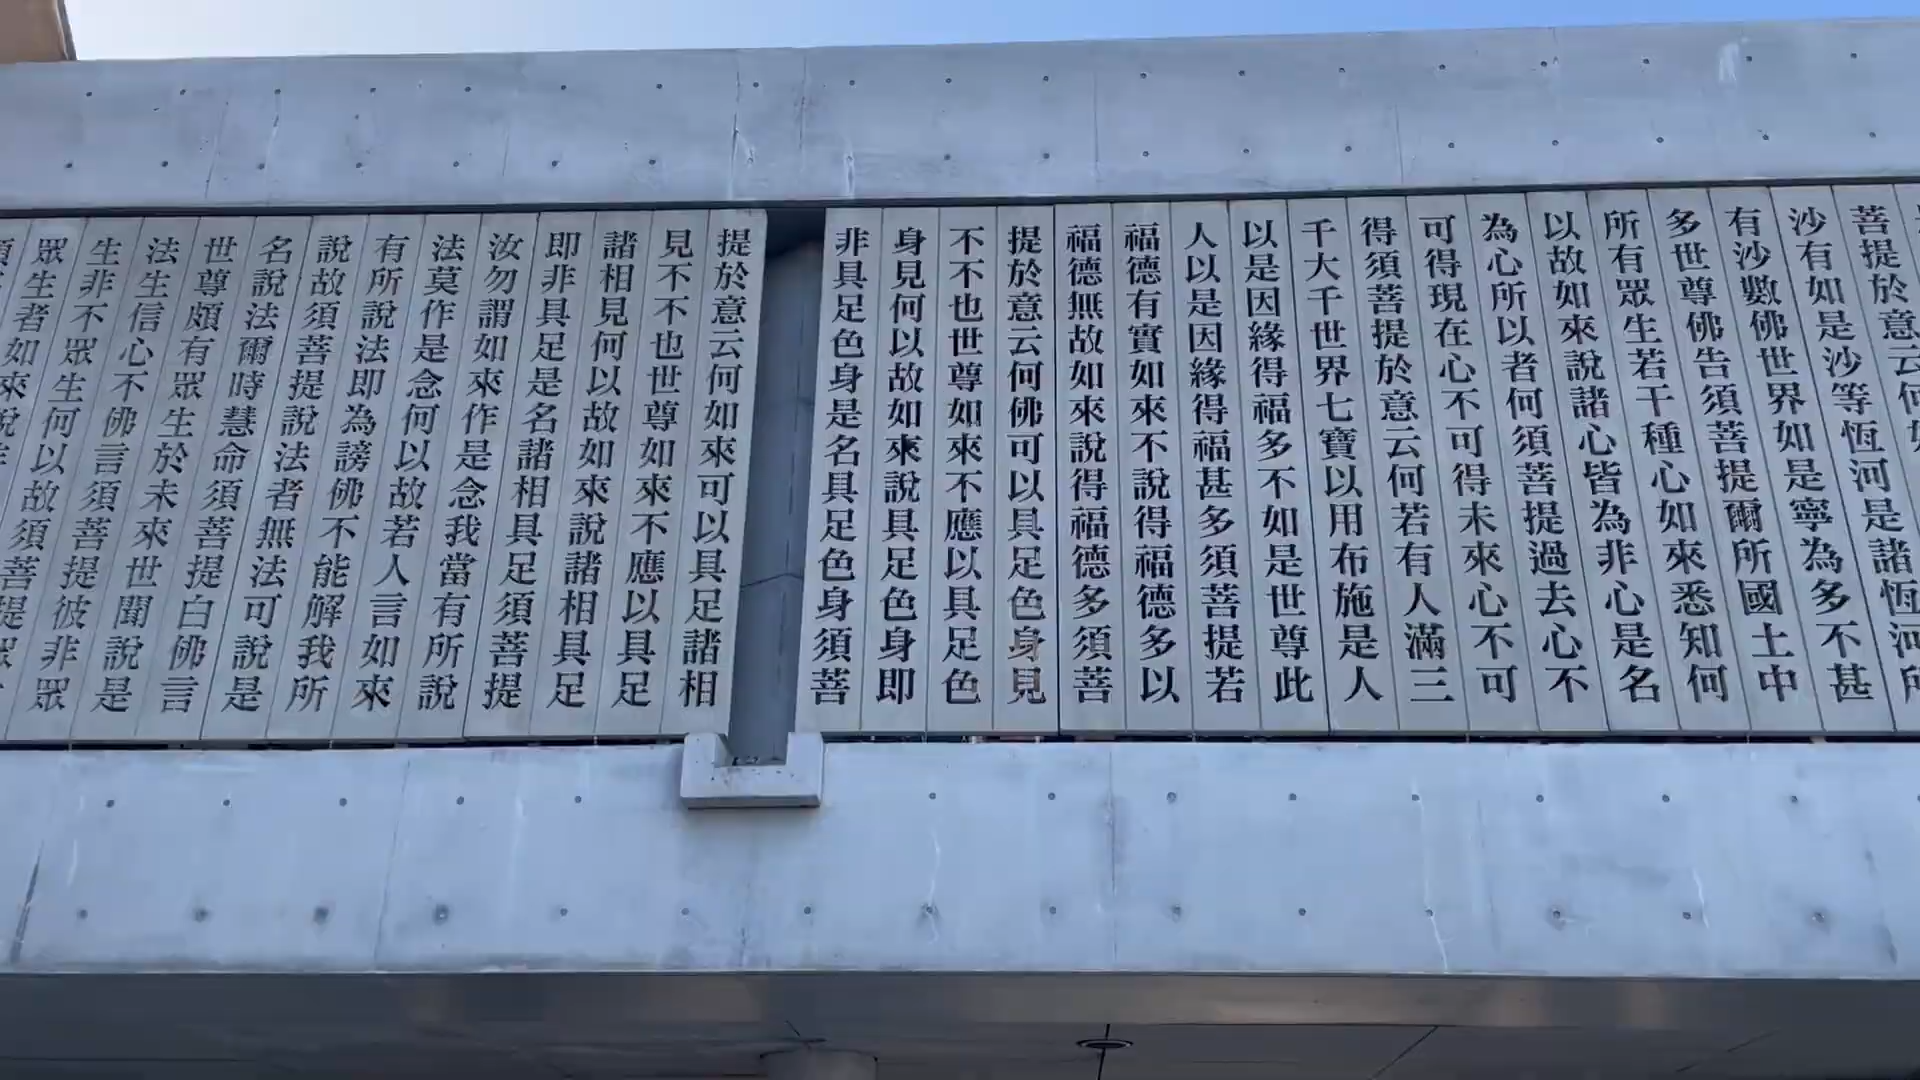 菩提於意云何如
沙有如是沙等恆河是諸恆河所
有沙數佛世界如是寧為多不甚
多世尊佛告須菩提爾所國土中
所有眾生若干種心如來悉知何
以故如來說諸心皆為非心是名
為心所以者何須菩提過去心不
可得現在心不可得未來心不可
得須菩提於意云何若有人滿三
千大千世界七寶以用布施是人
以是因緣得福多不如是世尊此
人以是因緣得福甚多須菩提若
福德有實如來不說得福德多以
福德無故如來說得福德多須菩
提於意云何佛可以具足色身見
不不也世尊如來不應以具足色
身見何以故如來說具足色身即
非具足色身是名具足色身須菩
提於意云何如來可以具足諸相
見不不也世尊如來不應以具足
諸相見何以故如來說諸相具足
即非具足是名諸相具足須菩提
汝勿謂如來作是念我當有所說
法莫作是念何以故若人言如來
有所說法即為謗佛不能解我所
說故須菩提說法者無法可說是
名說法爾時慧命須菩提白佛言
世尊頗有眾生於未來世聞說是
法生信心不佛言須菩提彼非眾
生非不眾生何以故須菩提眾
眾生者如來說非